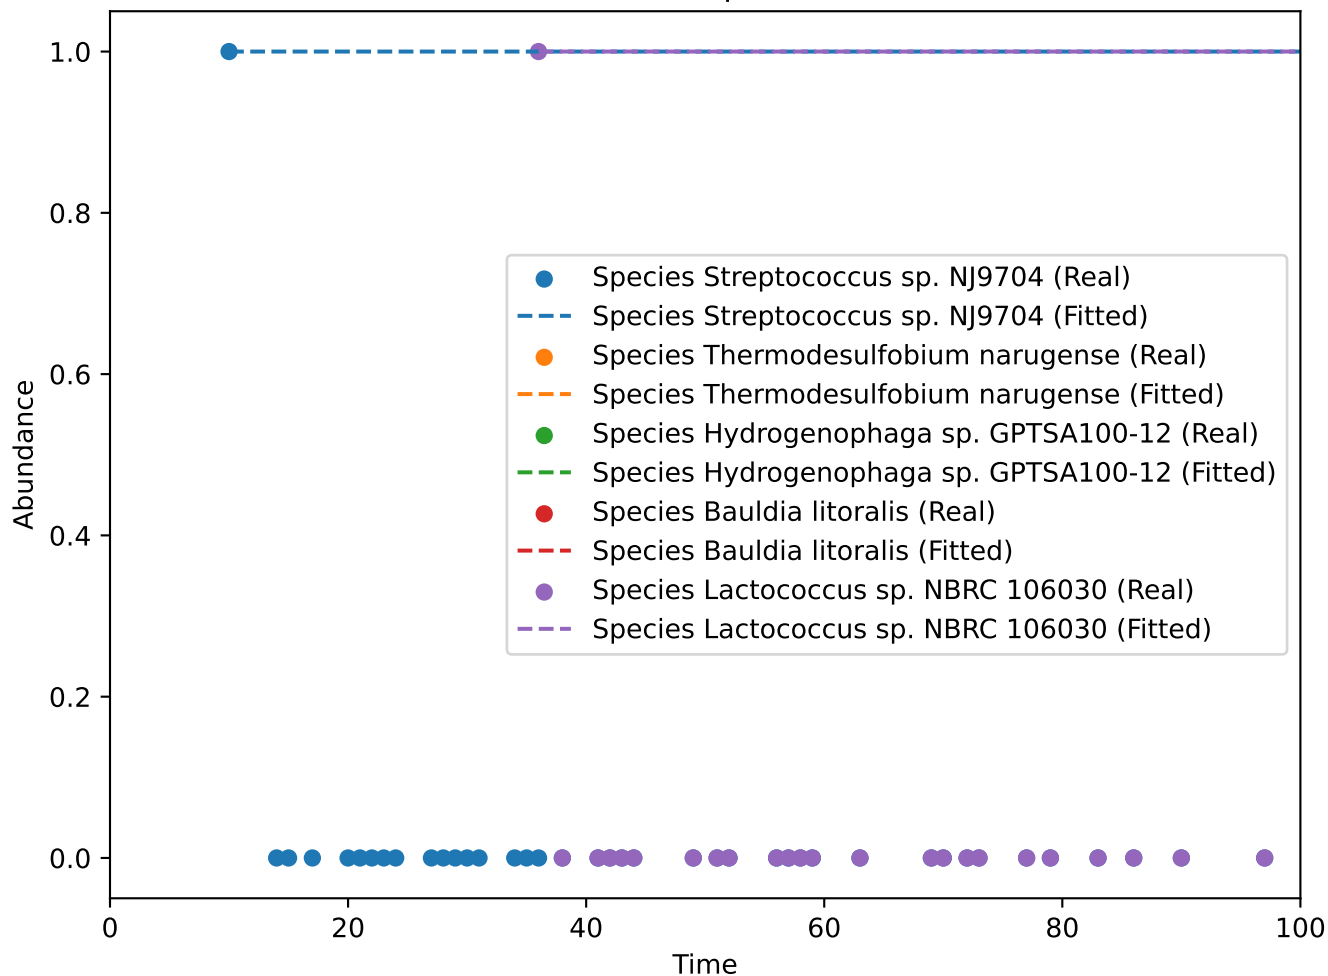 1.0
0.8
0.6
0.4
0.2
0.0
Abundance
Species Streptococcus sp. NJ9704 (Real)
Species Streptococcus sp. NJ9704 (Fitted)
Species Thermodesulfobium narugense (Real)
Species Thermodesulfobium narugense (Fitted)
Species Hydrogenophaga sp. GPTSA100-12 (Real)
Species Hydrogenophaga sp. GPTSA100-12 (Fitted)
Species Bauldia litoralis (Real)
Species Bauldia litoralis (Fitted)
Species Lactococcus sp. NBRC 106030 (Real)
Species Lactococcus sp. NBRC 106030 (Fitted)
0 20 40 60 80 100
Time